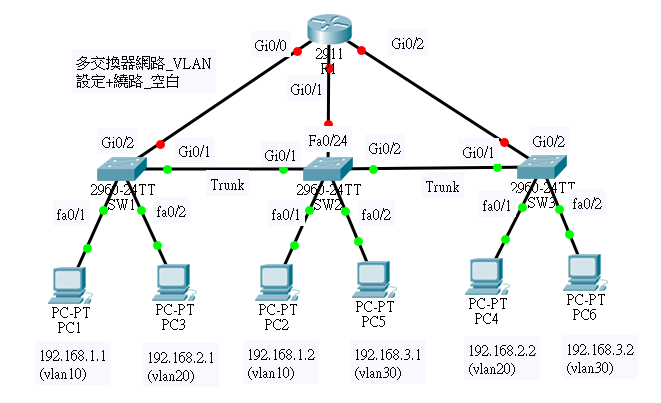 Gi0/0
2911
R1
Gi0/2
多交換器網路_VLAN
設定+繞路_空白
Gi0/1
Gi0/2
Gi0/1
Gi0/1
Fa0/24
Gi0/2
Gi0/1
Gi0/2
2960-24TT
SW1
Trunk
2960-24TT
SW2
Trunk
2960-24TT
SW3
fa0/1
fa0/2
fa0/1
fa0/2
fa0/1
fa0/2
PC-PT
PC1
PC-PT
PC3
PC-PT
PC2
PC-PT
PC5
PC-PT
PC4
PC-PT
PC6
192.168.1.1
(vlan10)
192.168.2.1
(vlan20)
192.168.1.2
(vlan10)
192.168.3.1
(vlan30)
192.168.2.2
(vlan20)
192.168.3.2
(vlan30)